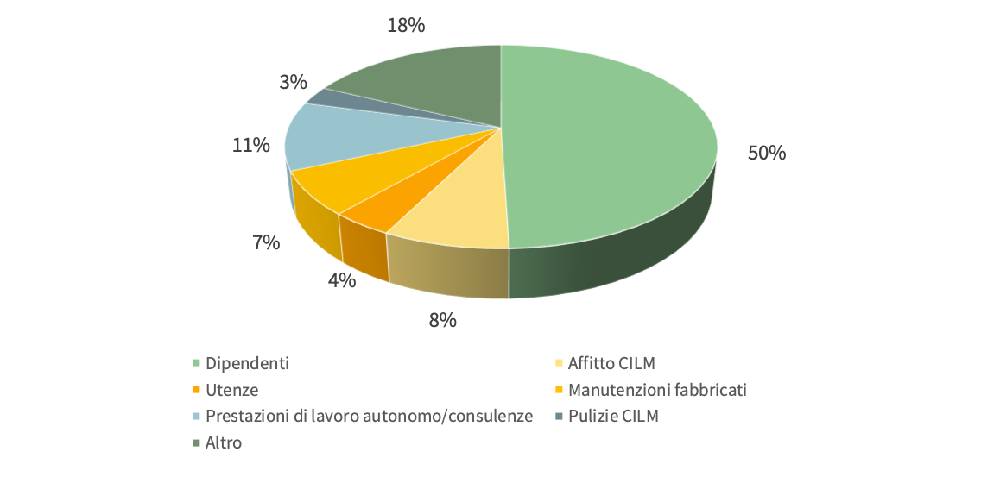 18%
3%
11%
50%
7%
4%
8%
Dipendenti
Affitto CILM
Utenze
Manutenzioni fabbricati
Prestazioni di lavoro autonomo/consulenze
Pulizie CILM
Altro